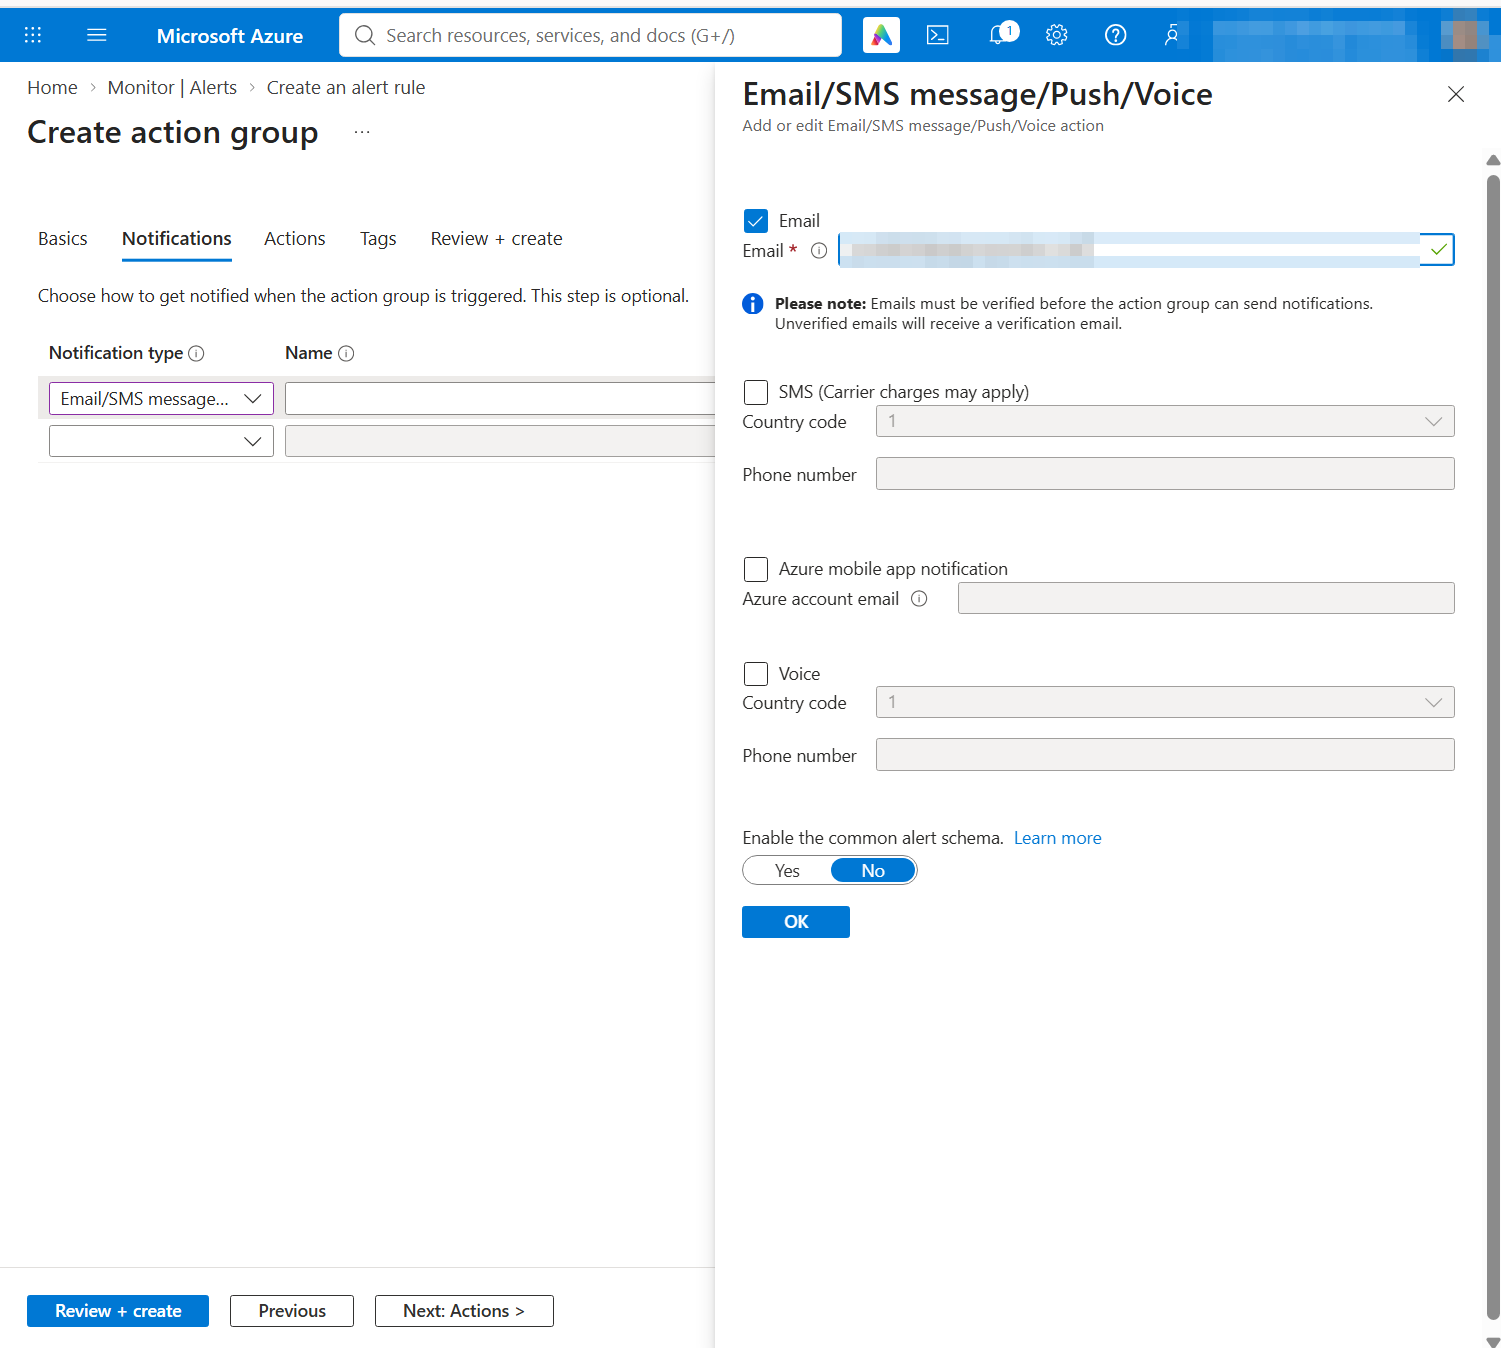 Microsoft Azure
Search resources, services, and docs (G+/)
1
Home > Monitor | Alerts > Create an alert rule
Create action group ...
Basics
Notifications
Actions
Tags
Review + create
Choose how to get notified when the action group is triggered. This step is optional.
Notification type
Name
Email/SMS message...
Review + create
Previous
Next: Actions >
Email/SMS message/Push/Voice
Add or edit Email/SMS message/Push/Voice action
Email
Email *
Please note: Emails must be verified before the action group can send notifications.
Unverified emails will receive a verification email.
SMS (Carrier charges may apply)
Country code
1
Phone number
Azure mobile app notification
Azure account email
Voice
Country code
1
Phone number
Enable the common alert schema. Learn more
Yes
No
OK